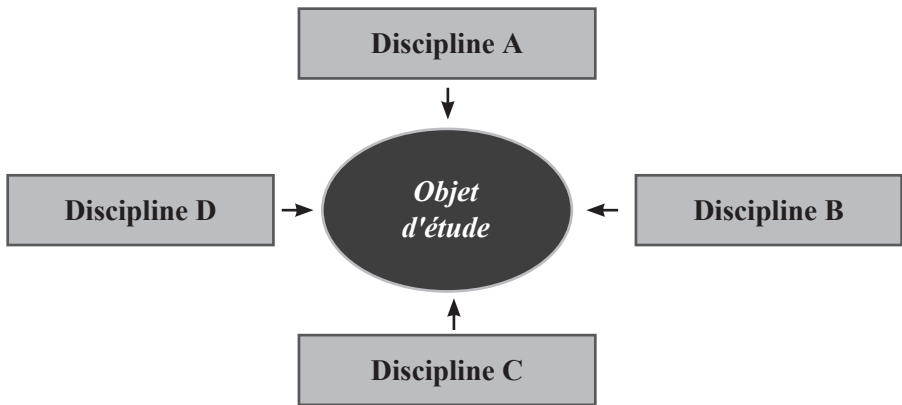 Discipline A
Discipline D
Objet
d'étude
Discipline B
Discipline C